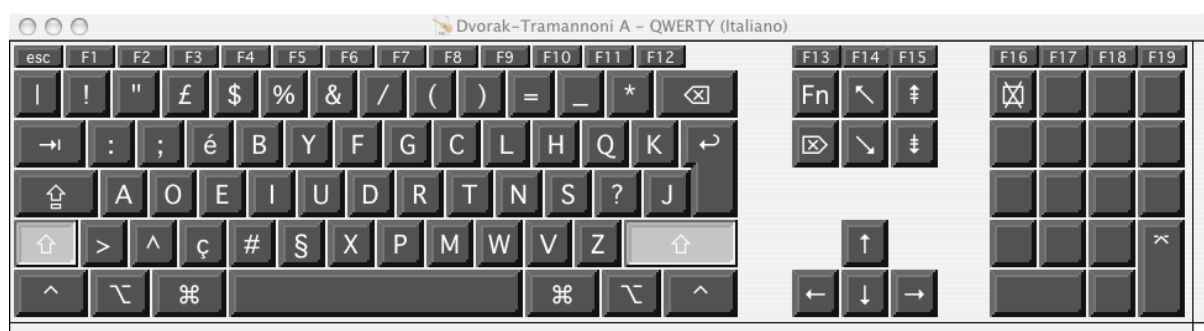 Dvorak-Tramannoni A - QWERTY (Italiano)
esc F1 F2 F3 F4 F5 F6 F7 F8 F9 F10 F11 F12 F13 F14 F15 F16 F17 F18 F19
| ! " £ $ % & / ( ) = _ * ⌫ Fn ↖ ⇞ ⌧
⇥ : ; é B Y F G C L H Q K ↩ ⌦ ↘ ⇟
⇪ A O E I U D R T N S ? J
⇧ > ^ ç # § X P M W V Z ⇧ ↑ ⌤
⌃ ⌥ ⌘ ⌘ ⌥ ⌃ ← ↓ →